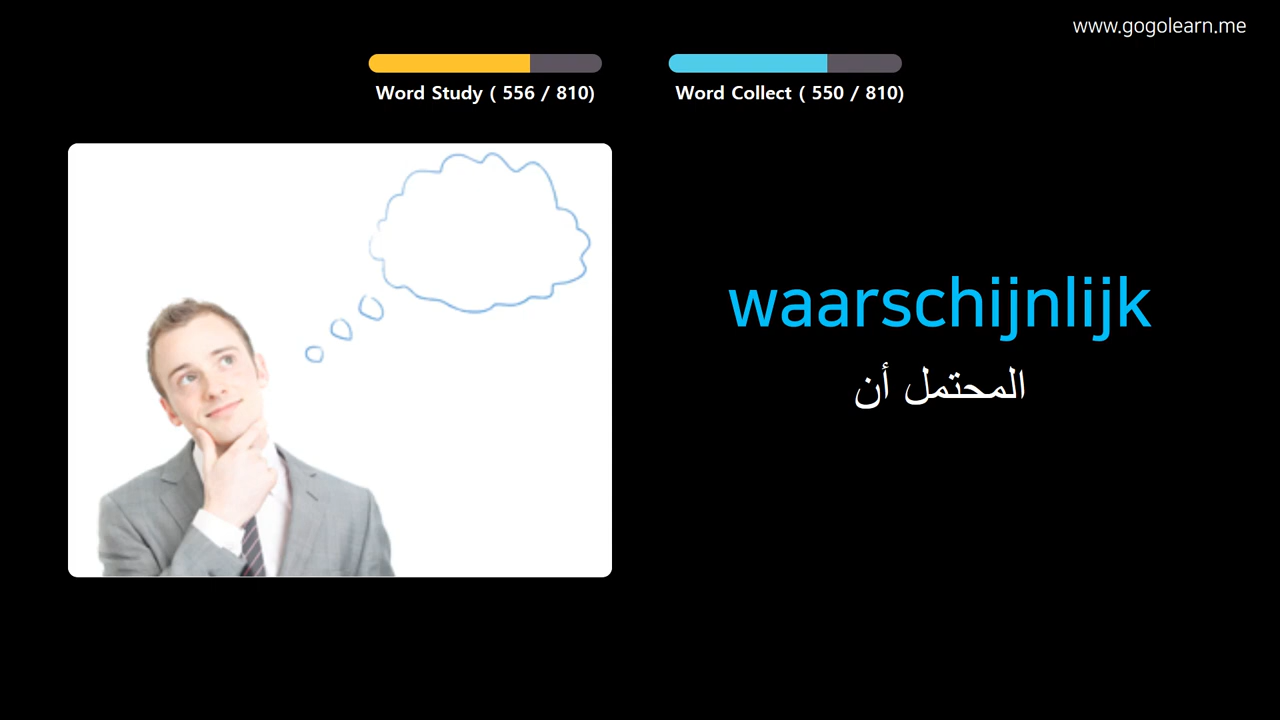 www.gogolearn.me
Word Study ( 556 / 810)
Word Collect ( 550 / 810)
waarschijnlijk
المحتمل أن